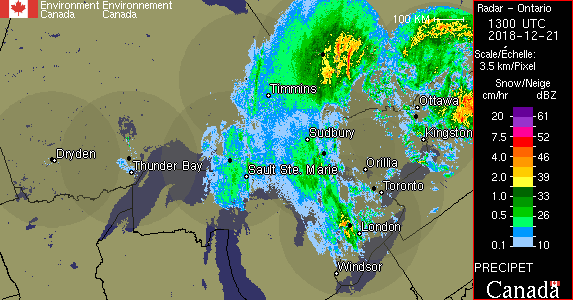 Environment Environnement
Canada Canada
100 KM
Timmins
Ottawa
Sudbury
Kingston
Dryden
Thunder Bay
Sault Ste. Marie
Orillia
Toronto
London
Windsor
Radar - Ontario
1300 UTC
2018-12-21
Scale/Échelle:
3.5 km/Pixel
Snow/Neige
cm/hr dBZ
20 61
7.5 52
4.0 46
2.0 39
1.0 33
0.5 26
0.1 10
PRECIPET
Canada